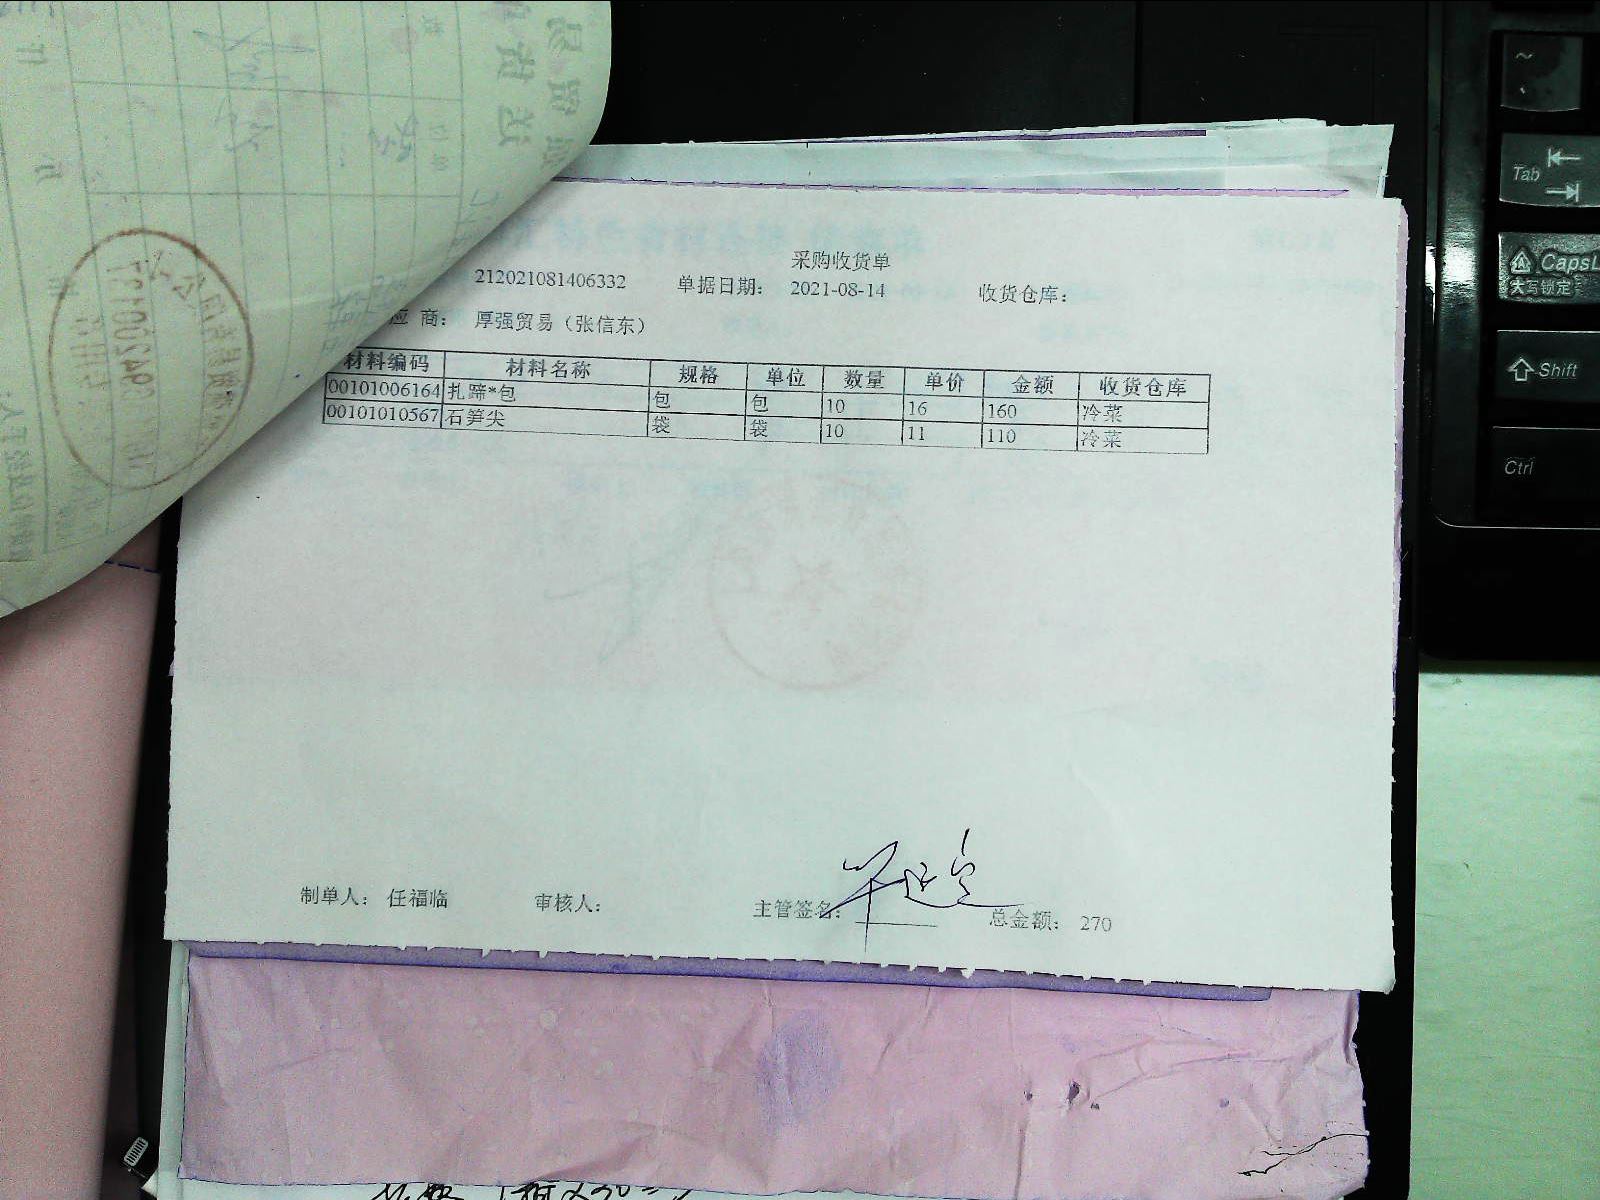 采购收货单
212021081406332 单据日期： 2021-08-14 收货仓库：
应 商： 厚强贸易（张信东）
材料编码 材料名称 规格 单位 数量 单价 金额 收货仓库
00101006164 扎蹄*包 包 包 10 16 160 冷菜
00101010567 石笋尖 袋 袋 10 11 110 冷菜
制单人： 任福临 审核人： 主管签名： 总金额： 270
~
Tab
CapsL
大写锁定
Shift
Ctrl